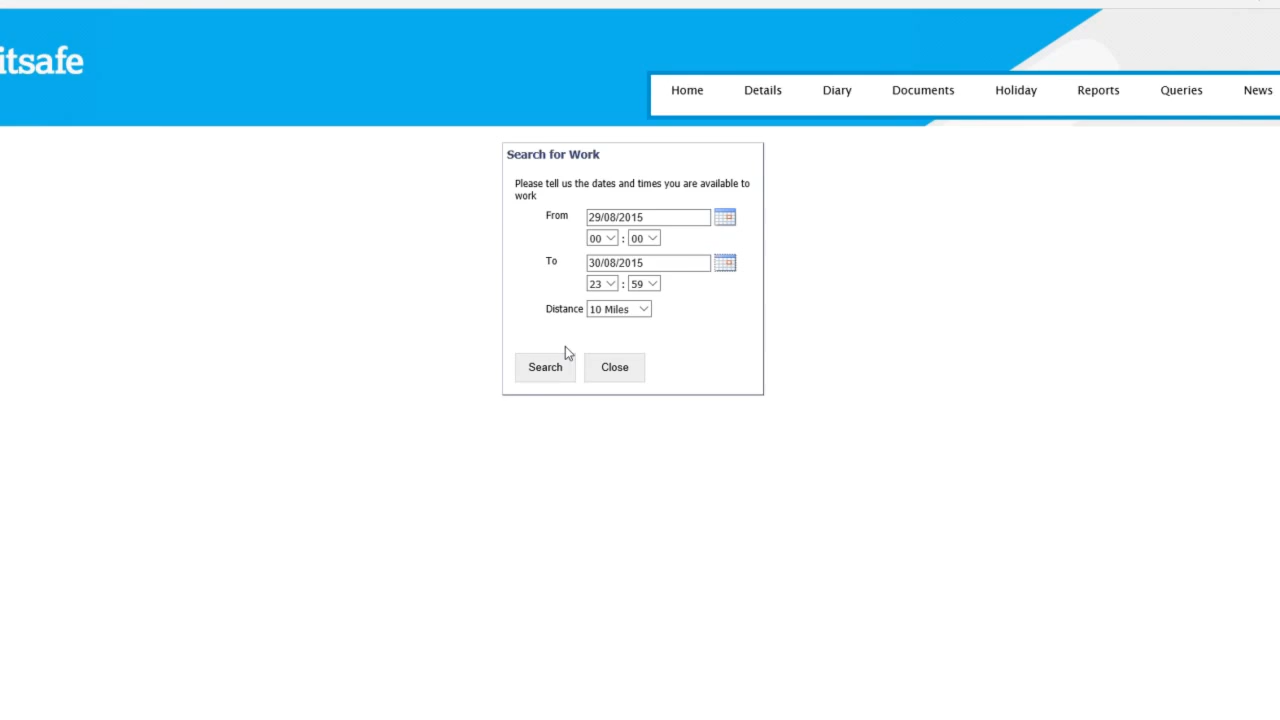 itsafe
Home Details Diary Documents Holiday Reports Queries News
Search for Work
Please tell us the dates and times you are available to
work
From 29/08/2015
00 : 00
To 30/08/2015
23 : 59
Distance 10 Miles
Search Close